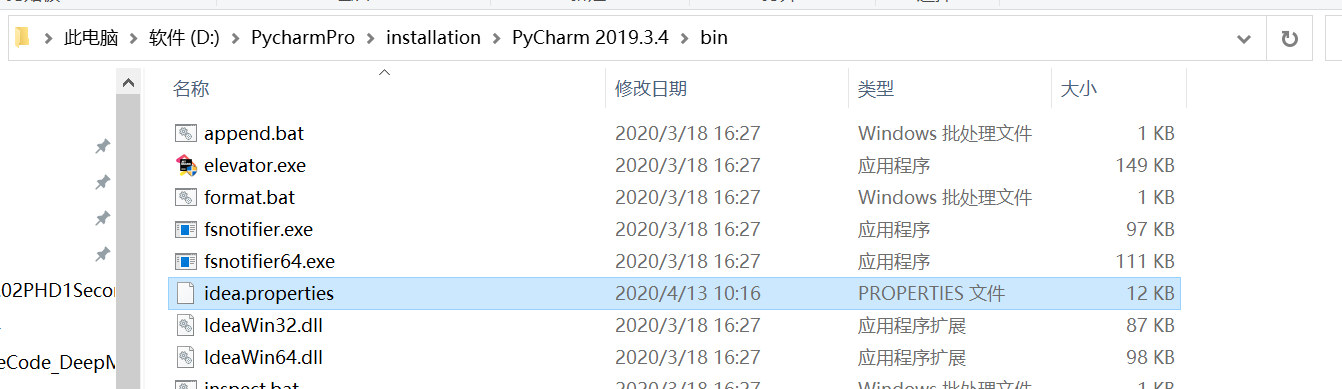 此电脑 > 软件 (D:) > PycharmPro > installation > PyCharm 2019.3.4 > bin
名称 修改日期 类型 大小
append.bat 2020/3/18 16:27 Windows 批处理文件 1 KB
elevator.exe 2020/3/18 16:27 应用程序 149 KB
format.bat 2020/3/18 16:27 Windows 批处理文件 1 KB
fsnotifier.exe 2020/3/18 16:27 应用程序 97 KB
fsnotifier64.exe 2020/3/18 16:27 应用程序 111 KB
02PHD1Secon
idea.properties 2020/4/13 10:16 PROPERTIES 文件 12 KB
IdeaWin32.dll 2020/3/18 16:27 应用程序扩展 87 KB
eCode_DeepM
IdeaWin64.dll 2020/3/18 16:27 应用程序扩展 98 KB
inspect.bat 2020/3/18 16:27 Windows 批处理文件 1 KB